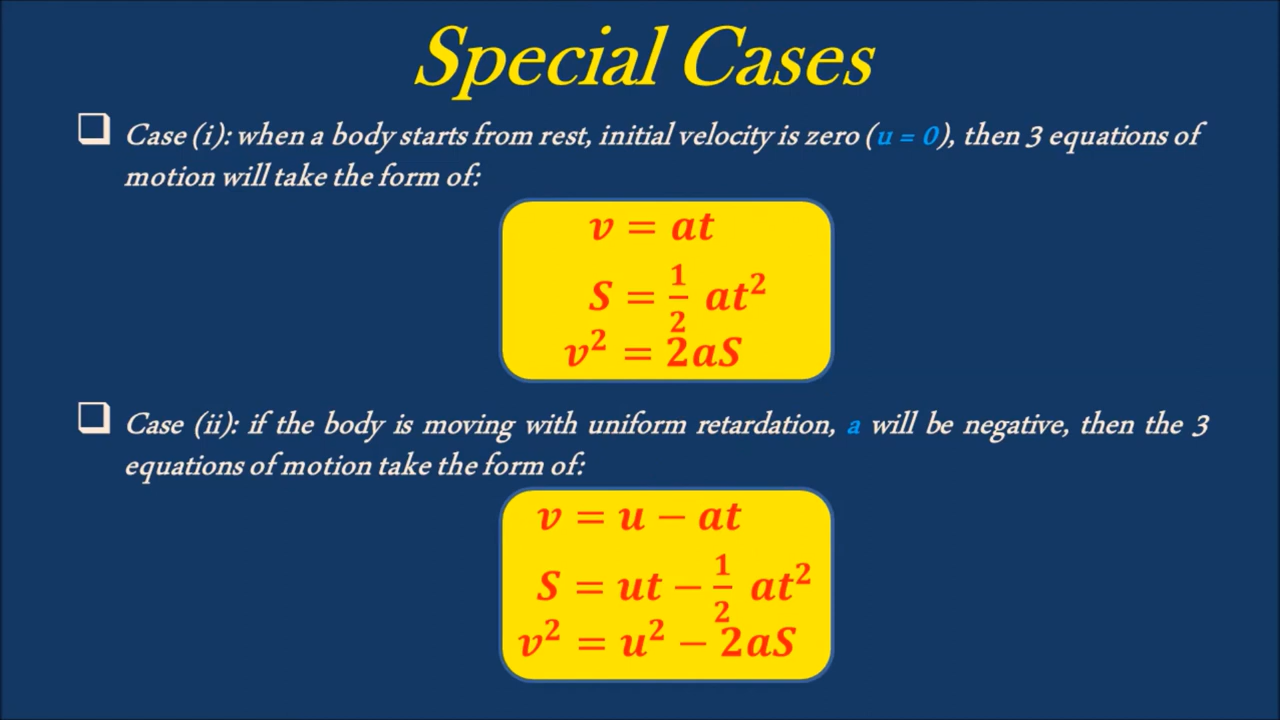 Special Cases
❑ Case (i): when a body starts from rest, initial velocity is zero (u = 0), then 3 equations of
motion will take the form of:
v = at
S = 1/2 at²
v² = 2aS
❑ Case (ii): if the body is moving with uniform retardation, a will be negative, then the 3
equations of motion take the form of:
v = u − at
S = ut − 1/2 at²
v² = u² − 2aS